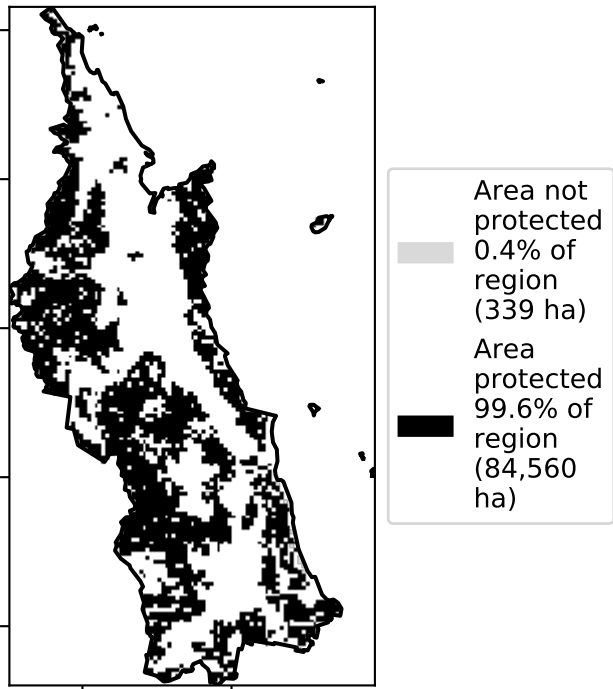 Area not
protected
0.4% of
region
(339 ha)
Area
protected
99.6% of
region
(84,560
ha)